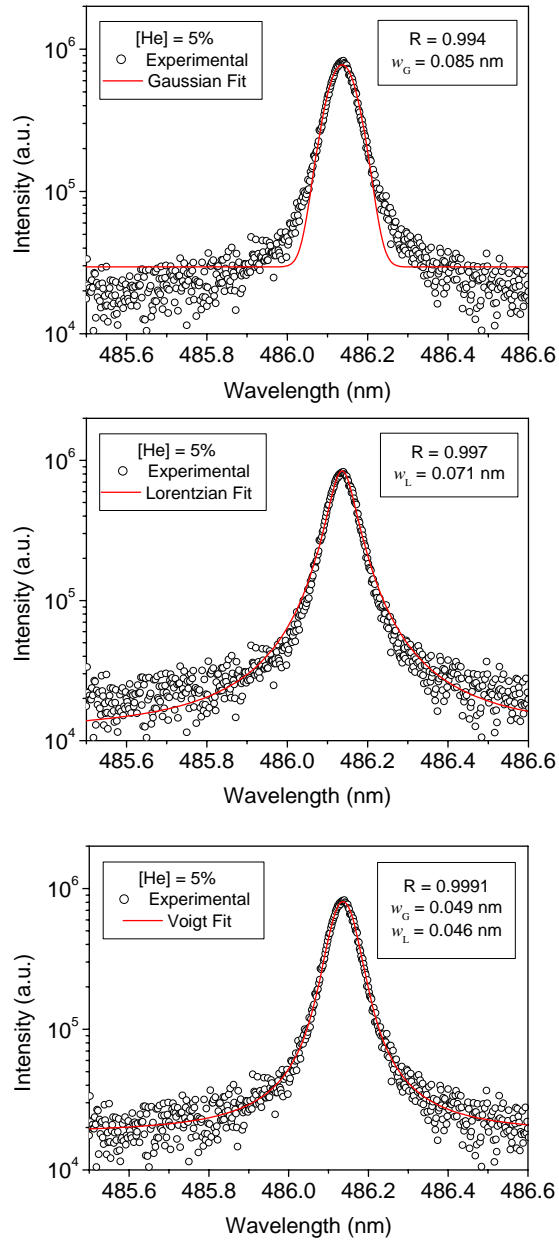 [He] = 5%
Experimental
Gaussian Fit
R = 0.994
w_G = 0.085 nm
Intensity (a.u.)
10^6
10^5
10^4
485.6 485.8 486.0 486.2 486.4 486.6
Wavelength (nm)
[He] = 5%
Experimental
Lorentzian Fit
R = 0.997
w_L = 0.071 nm
Intensity (a.u.)
10^6
10^5
10^4
485.6 485.8 486.0 486.2 486.4 486.6
Wavelength (nm)
[He] = 5%
Experimental
Voigt Fit
R = 0.9991
w_G = 0.049 nm
w_L = 0.046 nm
Intensity (a.u.)
10^6
10^5
10^4
485.6 485.8 486.0 486.2 486.4 486.6
Wavelength (nm)